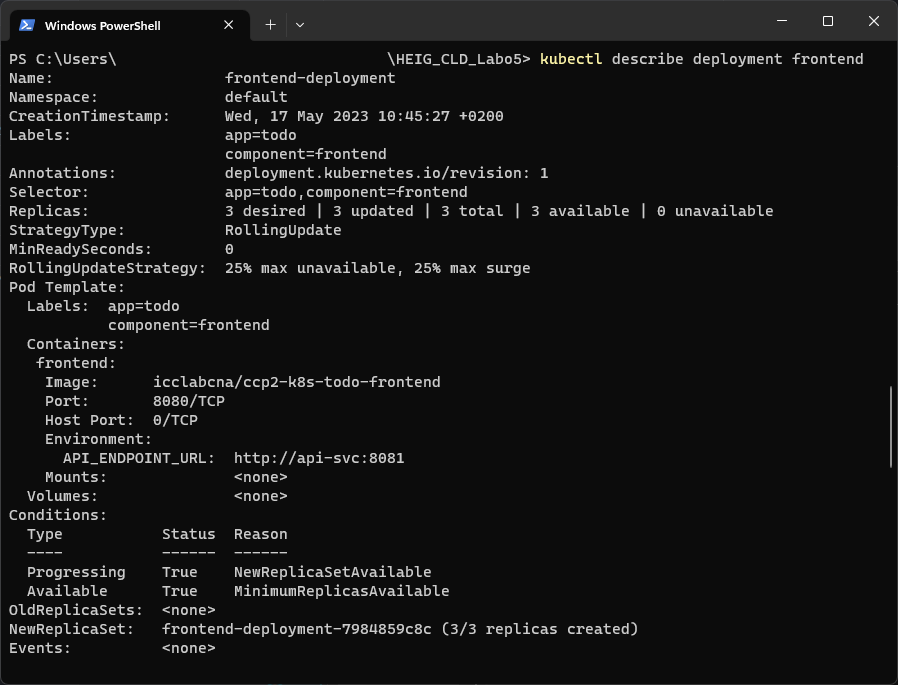 Windows PowerShell
PS C:\Users\ \HEIG_CLD_Labo5> kubectl describe deployment frontend
Name: frontend-deployment
Namespace: default
CreationTimestamp: Wed, 17 May 2023 10:45:27 +0200
Labels: app=todo
component=frontend
Annotations: deployment.kubernetes.io/revision: 1
Selector: app=todo,component=frontend
Replicas: 3 desired | 3 updated | 3 total | 3 available | 0 unavailable
StrategyType: RollingUpdate
MinReadySeconds: 0
RollingUpdateStrategy: 25% max unavailable, 25% max surge
Pod Template:
Labels: app=todo
component=frontend
Containers:
frontend:
Image: icclabcna/ccp2-k8s-todo-frontend
Port: 8080/TCP
Host Port: 0/TCP
Environment:
API_ENDPOINT_URL: http://api-svc:8081
Mounts: <none>
Volumes: <none>
Conditions:
Type Status Reason
---- ------ ------
Progressing True NewReplicaSetAvailable
Available True MinimumReplicasAvailable
OldReplicaSets: <none>
NewReplicaSet: frontend-deployment-7984859c8c (3/3 replicas created)
Events: <none>